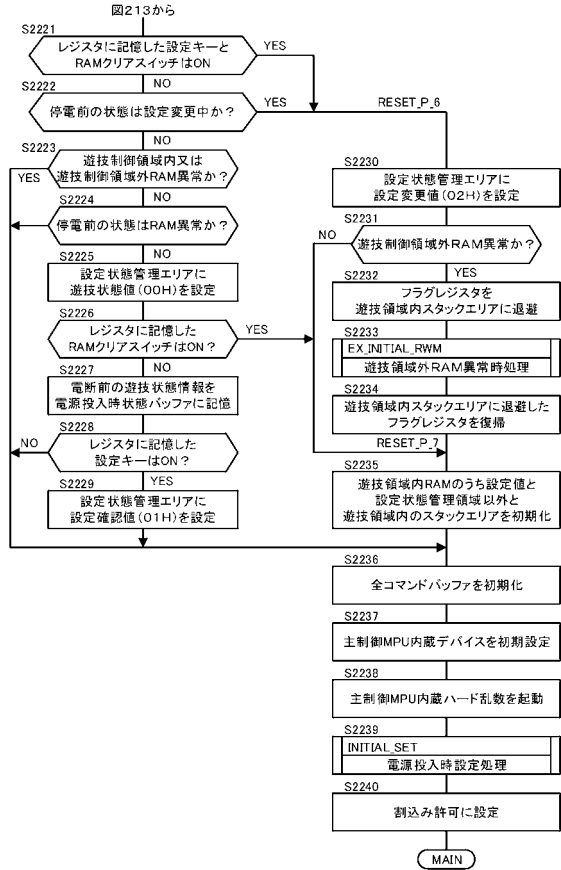 図213から
S2221
レジスタに記憶した設定キーと
RAMクリアスイッチはON
YES
NO
S2222
停電前の状態は設定変更中か？
YES
RESET_P_6
NO
S2223
遊技制御領域内又は
遊技制御領域外RAM異常か？
YES
NO
S2224
停電前の状態はRAM異常か？
NO
S2225
設定状態管理エリアに
遊技状態値(00H)を設定
S2226
レジスタに記憶した
RAMクリアスイッチはON？
YES
NO
S2227
電断前の遊技状態情報を
電源投入時状態バッファに記憶
S2228
レジスタに記憶した
設定キーはON？
NO
YES
S2229
設定状態管理エリアに
設定確認値(01H)を設定
S2230
設定状態管理エリアに
設定変更値(02H)を設定
S2231
遊技制御領域外RAM異常か？
NO
YES
S2232
フラグレジスタを
遊技領域内スタックエリアに退避
S2233
EX_INITIAL_RWM
遊技領域外RAM異常時処理
S2234
遊技領域内スタックエリアに退避した
フラグレジスタを復帰
RESET_P_7
S2235
遊技領域内RAMのうち設定値と
設定状態管理領域以外と
遊技領域内のスタックエリアを初期化
S2236
全コマンドバッファを初期化
S2237
主制御MPU内蔵デバイスを初期設定
S2238
主制御MPU内蔵ハード乱数を起動
S2239
INITIAL_SET
電源投入時設定処理
S2240
割込み許可に設定
MAIN